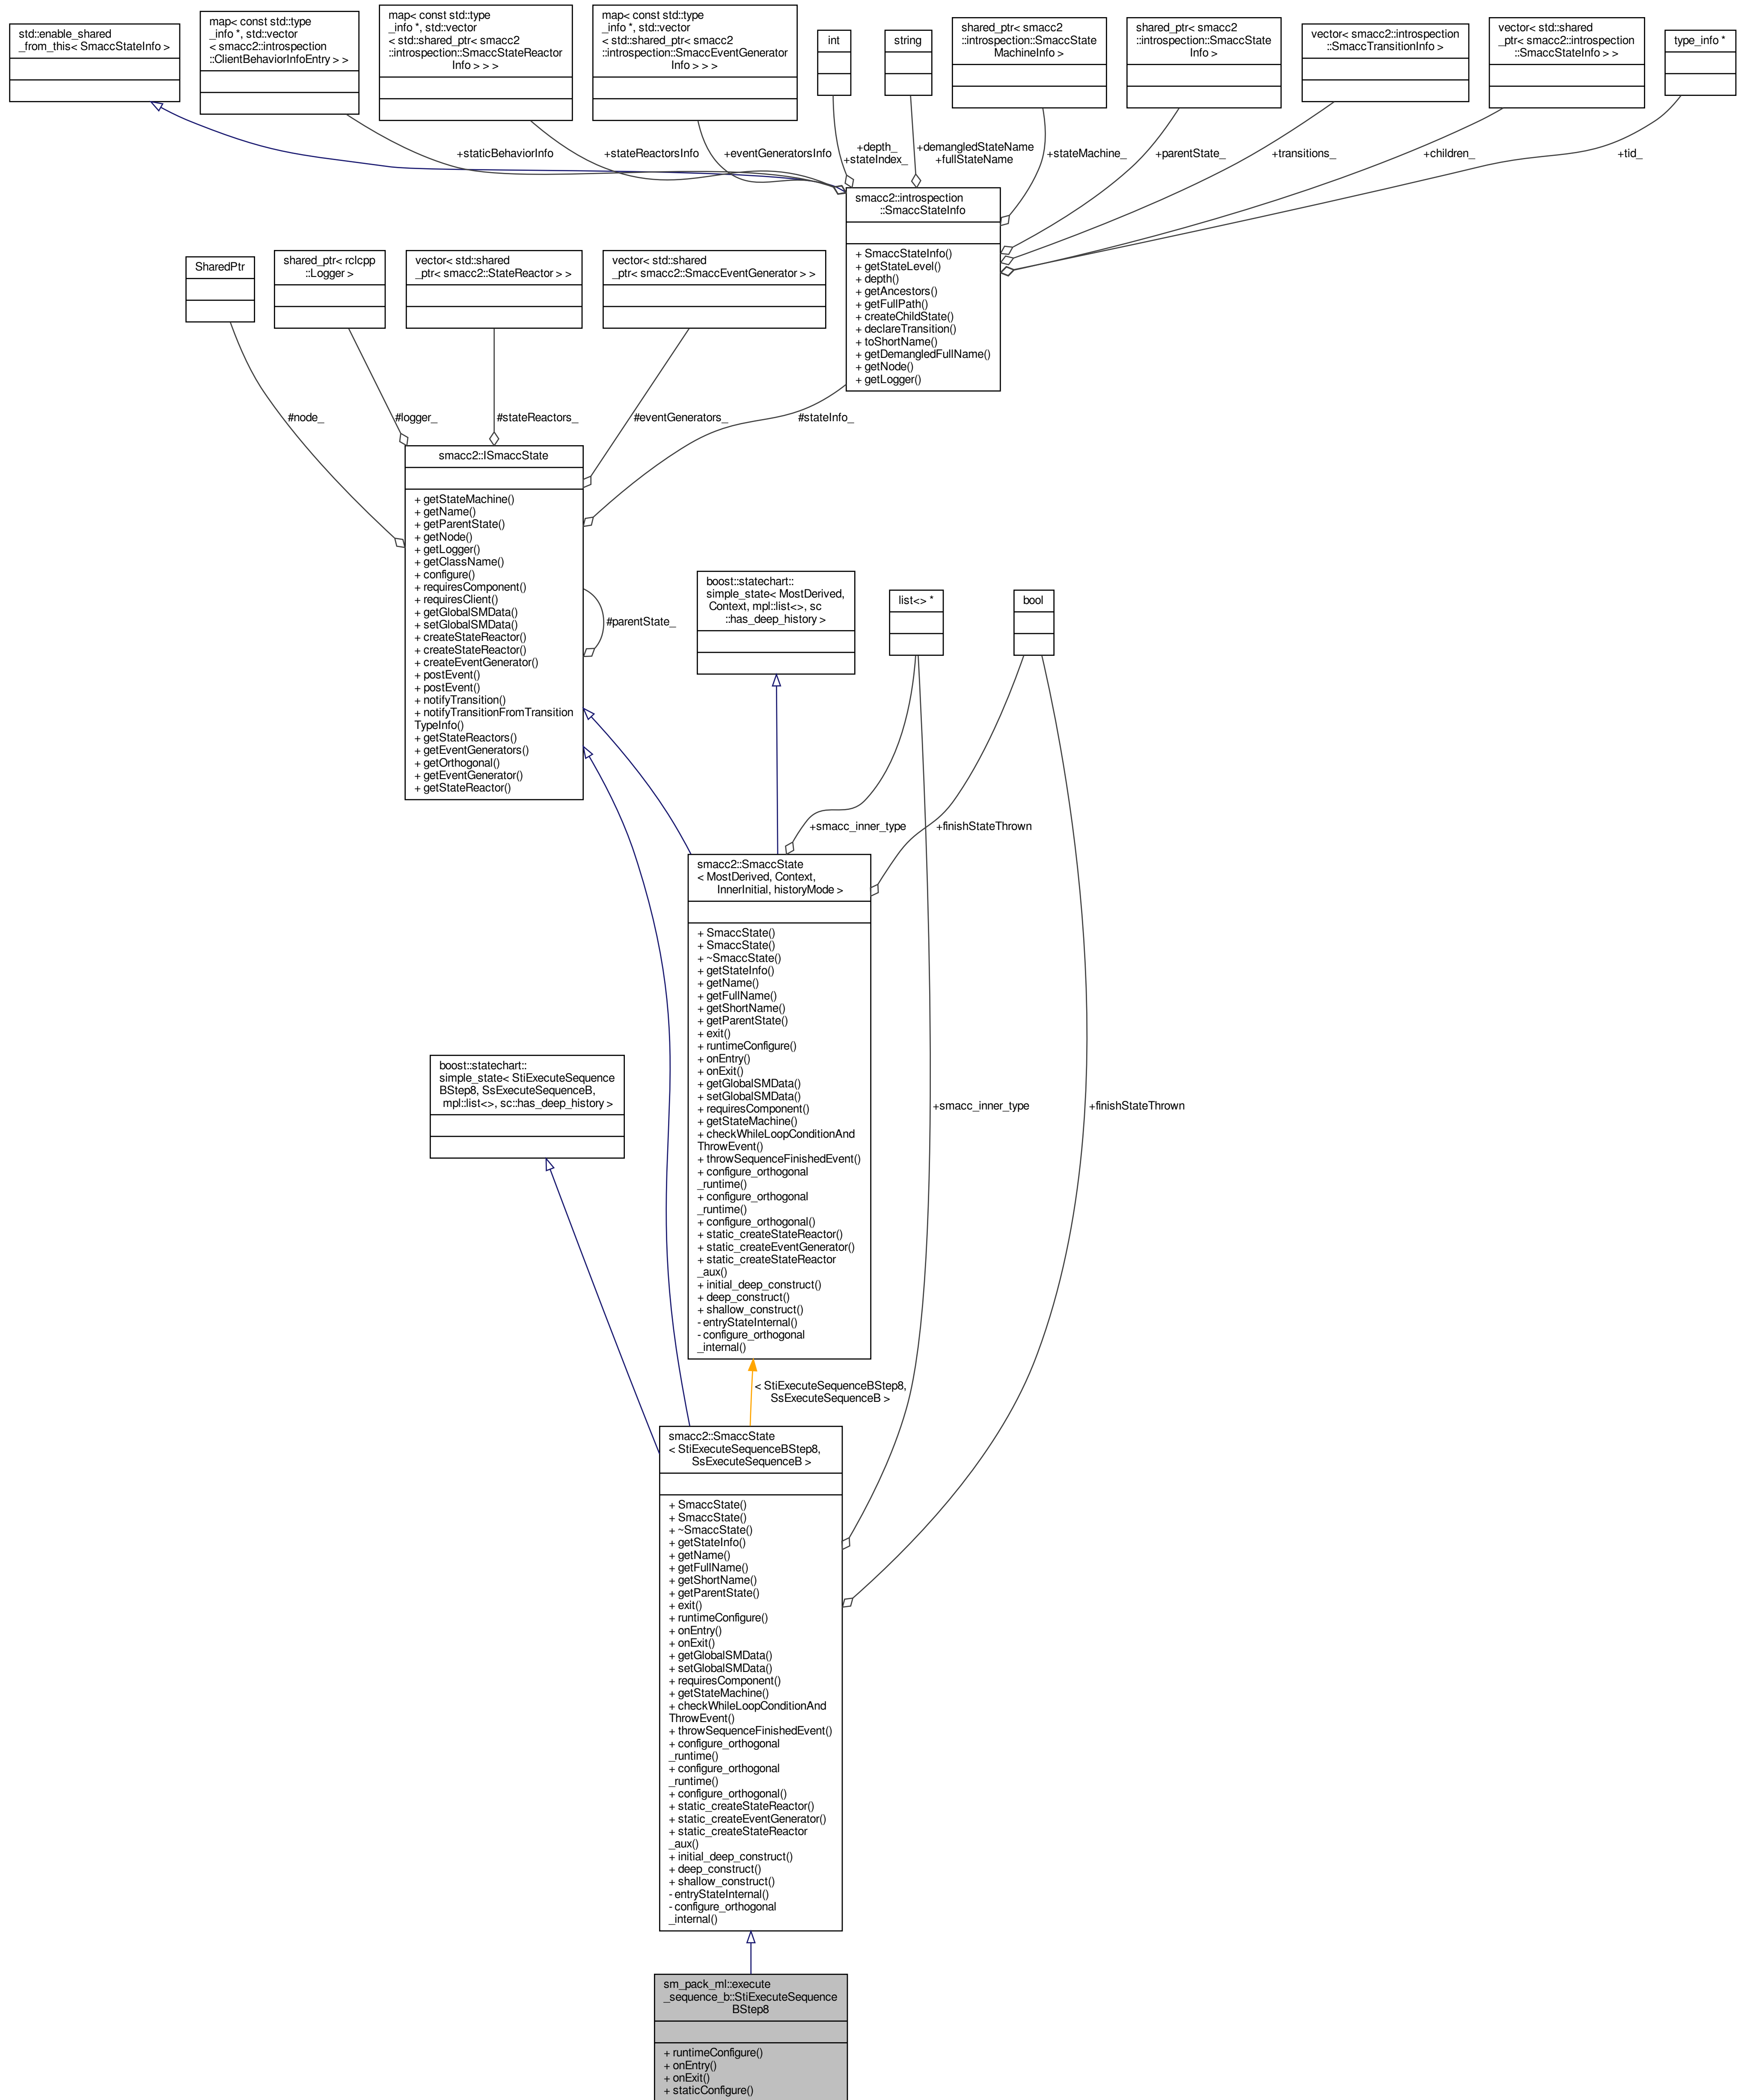 std::enable_shared
_from_this< SmaccStateInfo >
map< const std::type
_info *, std::vector
< smacc2::introspection
::ClientBehaviorInfoEntry > >
map< const std::type
_info *, std::vector
< std::shared_ptr< smacc2
::introspection::SmaccStateReactor
Info > > >
map< const std::type
_info *, std::vector
< std::shared_ptr< smacc2
::introspection::SmaccEventGenerator
Info > > >
int
string
shared_ptr< smacc2
::introspection::SmaccState
MachineInfo >
shared_ptr< smacc2
::introspection::SmaccState
Info >
vector< smacc2::introspection
::SmaccTransitionInfo >
vector< std::shared
_ptr< smacc2::introspection
::SmaccStateInfo > >
type_info *
+staticBehaviorInfo
+stateReactorsInfo
+eventGeneratorsInfo
+depth_
+stateIndex_
+demangledStateName
+fullStateName
+stateMachine_
+parentState_
+transitions_
+children_
+tid_
smacc2::introspection
::SmaccStateInfo
+ SmaccStateInfo()
+ getStateLevel()
+ depth()
+ getAncestors()
+ getFullPath()
+ createChildState()
+ declareTransition()
+ toShortName()
+ getDemangledFullName()
+ getNode()
+ getLogger()
SharedPtr
shared_ptr< rclcpp
::Logger >
vector< std::shared
_ptr< smacc2::StateReactor > >
vector< std::shared
_ptr< smacc2::SmaccEventGenerator > >
#node_
#logger_
#stateReactors_
#eventGenerators_
#stateInfo_
smacc2::ISmaccState
+ getStateMachine()
+ getName()
+ getParentState()
+ getNode()
+ getLogger()
+ getClassName()
+ configure()
+ requiresComponent()
+ requiresClient()
+ getGlobalSMData()
+ setGlobalSMData()
+ createStateReactor()
+ createStateReactor()
+ createEventGenerator()
+ postEvent()
+ postEvent()
+ notifyTransition()
+ notifyTransitionFromTransition
TypeInfo()
+ getStateReactors()
+ getEventGenerators()
+ getOrthogonal()
+ getEventGenerator()
+ getStateReactor()
#parentState_
boost::statechart::
simple_state< MostDerived,
Context, mpl::list<>, sc
::has_deep_history >
list<> *
bool
+smacc_inner_type
+finishStateThrown
smacc2::SmaccState
< MostDerived, Context,
InnerInitial, historyMode >
+ SmaccState()
+ SmaccState()
+ ~SmaccState()
+ getStateInfo()
+ getName()
+ getFullName()
+ getShortName()
+ getParentState()
+ exit()
+ runtimeConfigure()
+ onEntry()
+ onExit()
+ getGlobalSMData()
+ setGlobalSMData()
+ requiresComponent()
+ getStateMachine()
+ checkWhileLoopConditionAnd
ThrowEvent()
+ throwSequenceFinishedEvent()
+ configure_orthogonal
_runtime()
+ configure_orthogonal
_runtime()
+ configure_orthogonal()
+ static_createStateReactor()
+ static_createEventGenerator()
+ static_createStateReactor
_aux()
+ initial_deep_construct()
+ deep_construct()
+ shallow_construct()
- entryStateInternal()
- configure_orthogonal
_internal()
boost::statechart::
simple_state< StiExecuteSequence
BStep8, SsExecuteSequenceB,
mpl::list<>, sc::has_deep_history >
+smacc_inner_type
+finishStateThrown
< StiExecuteSequenceBStep8,
SsExecuteSequenceB >
smacc2::SmaccState
< StiExecuteSequenceBStep8,
SsExecuteSequenceB >
+ SmaccState()
+ SmaccState()
+ ~SmaccState()
+ getStateInfo()
+ getName()
+ getFullName()
+ getShortName()
+ getParentState()
+ exit()
+ runtimeConfigure()
+ onEntry()
+ onExit()
+ getGlobalSMData()
+ setGlobalSMData()
+ requiresComponent()
+ getStateMachine()
+ checkWhileLoopConditionAnd
ThrowEvent()
+ throwSequenceFinishedEvent()
+ configure_orthogonal
_runtime()
+ configure_orthogonal
_runtime()
+ configure_orthogonal()
+ static_createStateReactor()
+ static_createEventGenerator()
+ static_createStateReactor
_aux()
+ initial_deep_construct()
+ deep_construct()
+ shallow_construct()
- entryStateInternal()
- configure_orthogonal
_internal()
sm_pack_ml::execute
_sequence_b::StiExecuteSequence
BStep8
+ runtimeConfigure()
+ onEntry()
+ onExit()
+ staticConfigure()